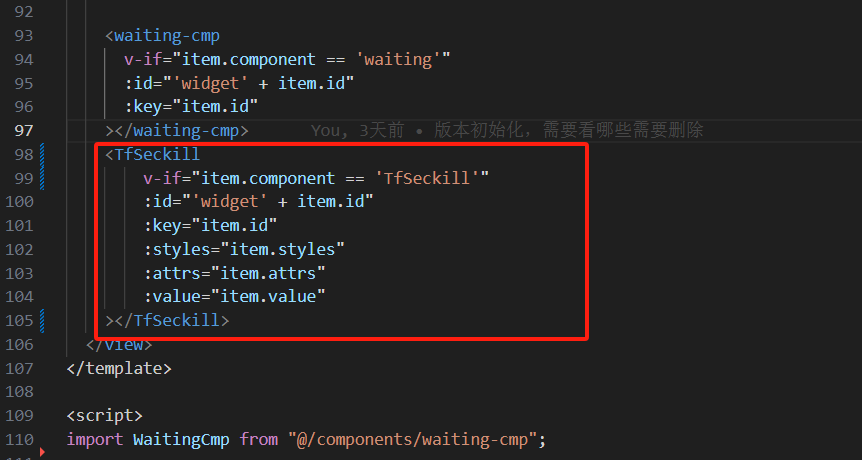 92
93 <waiting-cmp
94 v-if="item.component == 'waiting'"
95 :id="'widget' + item.id"
96 :key="item.id"
97 ></waiting-cmp> You, 3天前 • 版本初始化，需要看哪些需要删除
98 <TfSeckill
99 v-if="item.component == 'TfSeckill'"
100 :id="'widget' + item.id"
101 :key="item.id"
102 :styles="item.styles"
103 :attrs="item.attrs"
104 :value="item.value"
105 ></TfSeckill>
106 </view>
107 </template>
108
109 <script>
110 import WaitingCmp from "@/components/waiting-cmp";